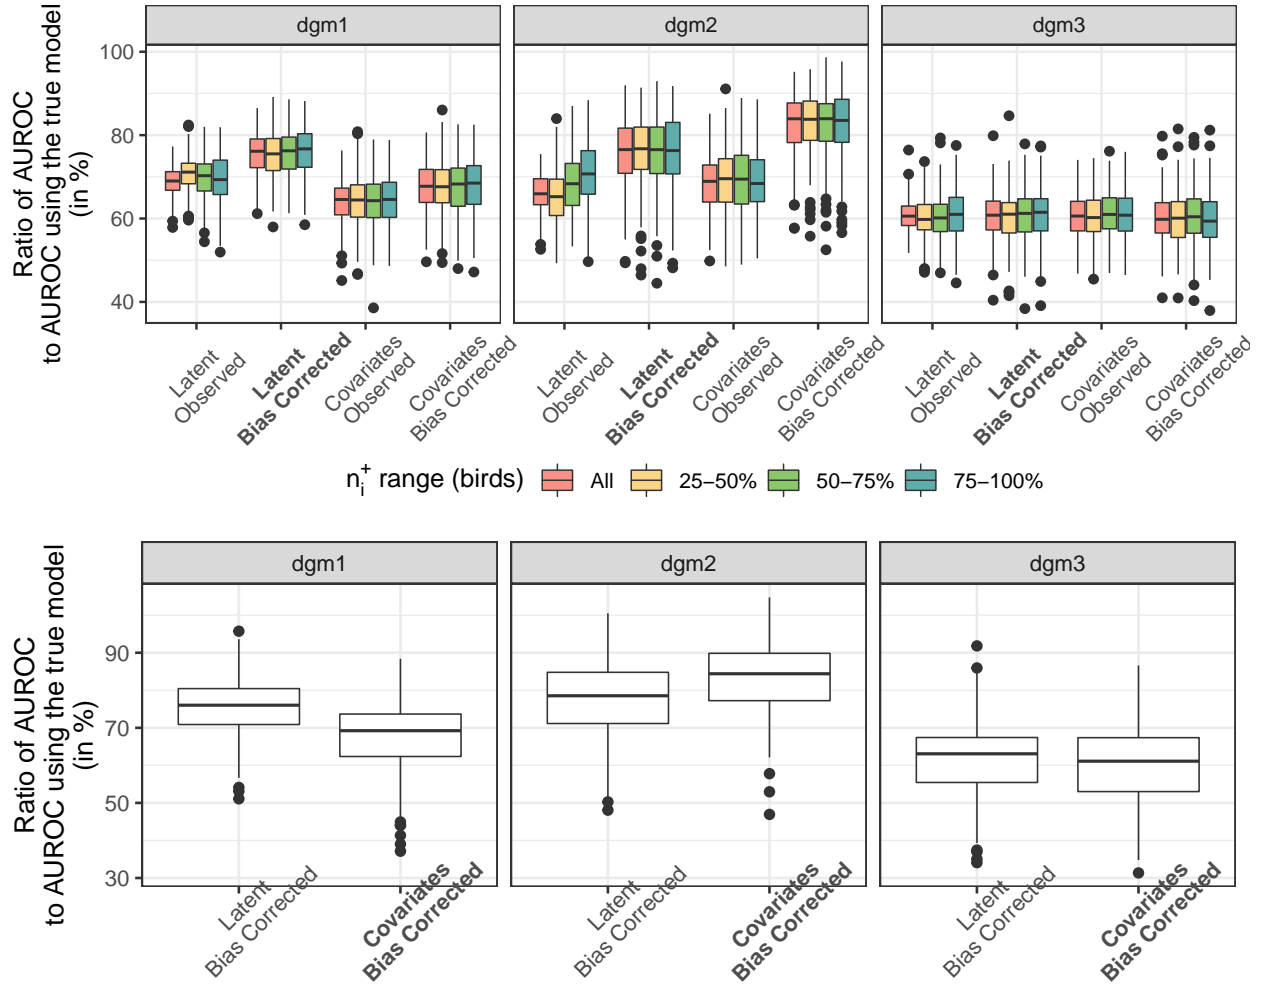 dgm1
dgm2
dgm3
Ratio of AUROC
to AUROC using the true model
(in %)
100
80
60
40
Latent
Observed
Latent
Bias Corrected
Covariates
Observed
Covariates
Bias Corrected
Latent
Observed
Latent
Bias Corrected
Covariates
Observed
Covariates
Bias Corrected
Latent
Observed
Latent
Bias Corrected
Covariates
Observed
Covariates
Bias Corrected
n_i^+ range (birds) All 25−50% 50−75% 75−100%
dgm1
dgm2
dgm3
Ratio of AUROC
to AUROC using the true model
(in %)
90
70
50
30
Latent
Bias Corrected
Covariates
Bias Corrected
Latent
Bias Corrected
Covariates
Bias Corrected
Latent
Bias Corrected
Covariates
Bias Corrected